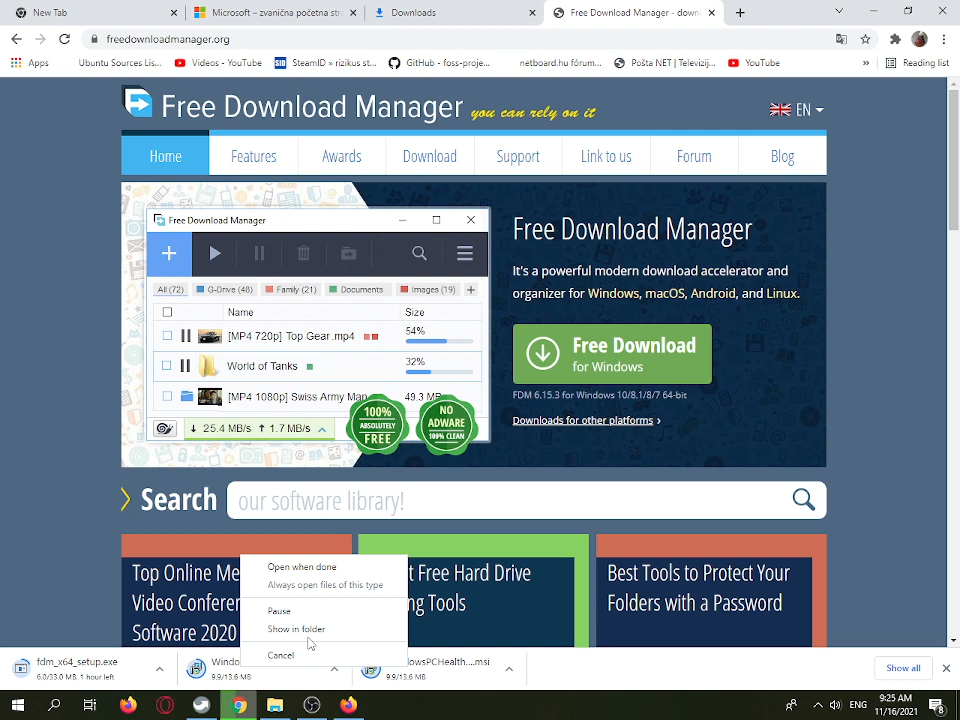 New Tab
Microsoft – zvanična početna stra
Downloads
Free Download Manager - down
freedownloadmanager.org
Apps
Ubuntu Sources Lis...
Videos - YouTube
SteamID » rizikus st...
GitHub - foss-proje...
netboard.hu fórum...
Pošta NET | Televizij...
YouTube
»
Reading list
Free Download Manager you can rely on it
EN
Home
Features
Awards
Download
Support
Link to us
Forum
Blog
Free Download Manager
All (72)
G-Drive (48)
Family (21)
Documents
Images (19)
Name
Size
[MP4 720p] Top Gear.mp4
54%
World of Tanks
32%
[MP4 1080p] Swiss Army Man
49.3 MB
25.4 MB/s
1.7 MB/s
100%
ABSOLUTELY
FREE
NO
ADWARE
100% CLEAN
Free Download Manager
It's a powerful modern download accelerator and
organizer for Windows, macOS, Android, and Linux.
Free Download
for Windows
FDM 6.15.3 for Windows 10/8.1/8/7 64-bit
Downloads for other platforms ›
Search
our software library!
Top Online Me
Video Conferen
Software 2020
t Free Hard Drive
ng Tools
Best Tools to Protect Your
Folders with a Password
Open when done
Always open files of this type
Pause
Show in folder
Cancel
fdm_x64_setup.exe
6.0/33.0 MB, 1 hour left
Window
9.9/13.6 MB
owsPCHealth....msi
9.9/13.6 MB
Show all
ENG
9:25 AM
11/16/2021
8